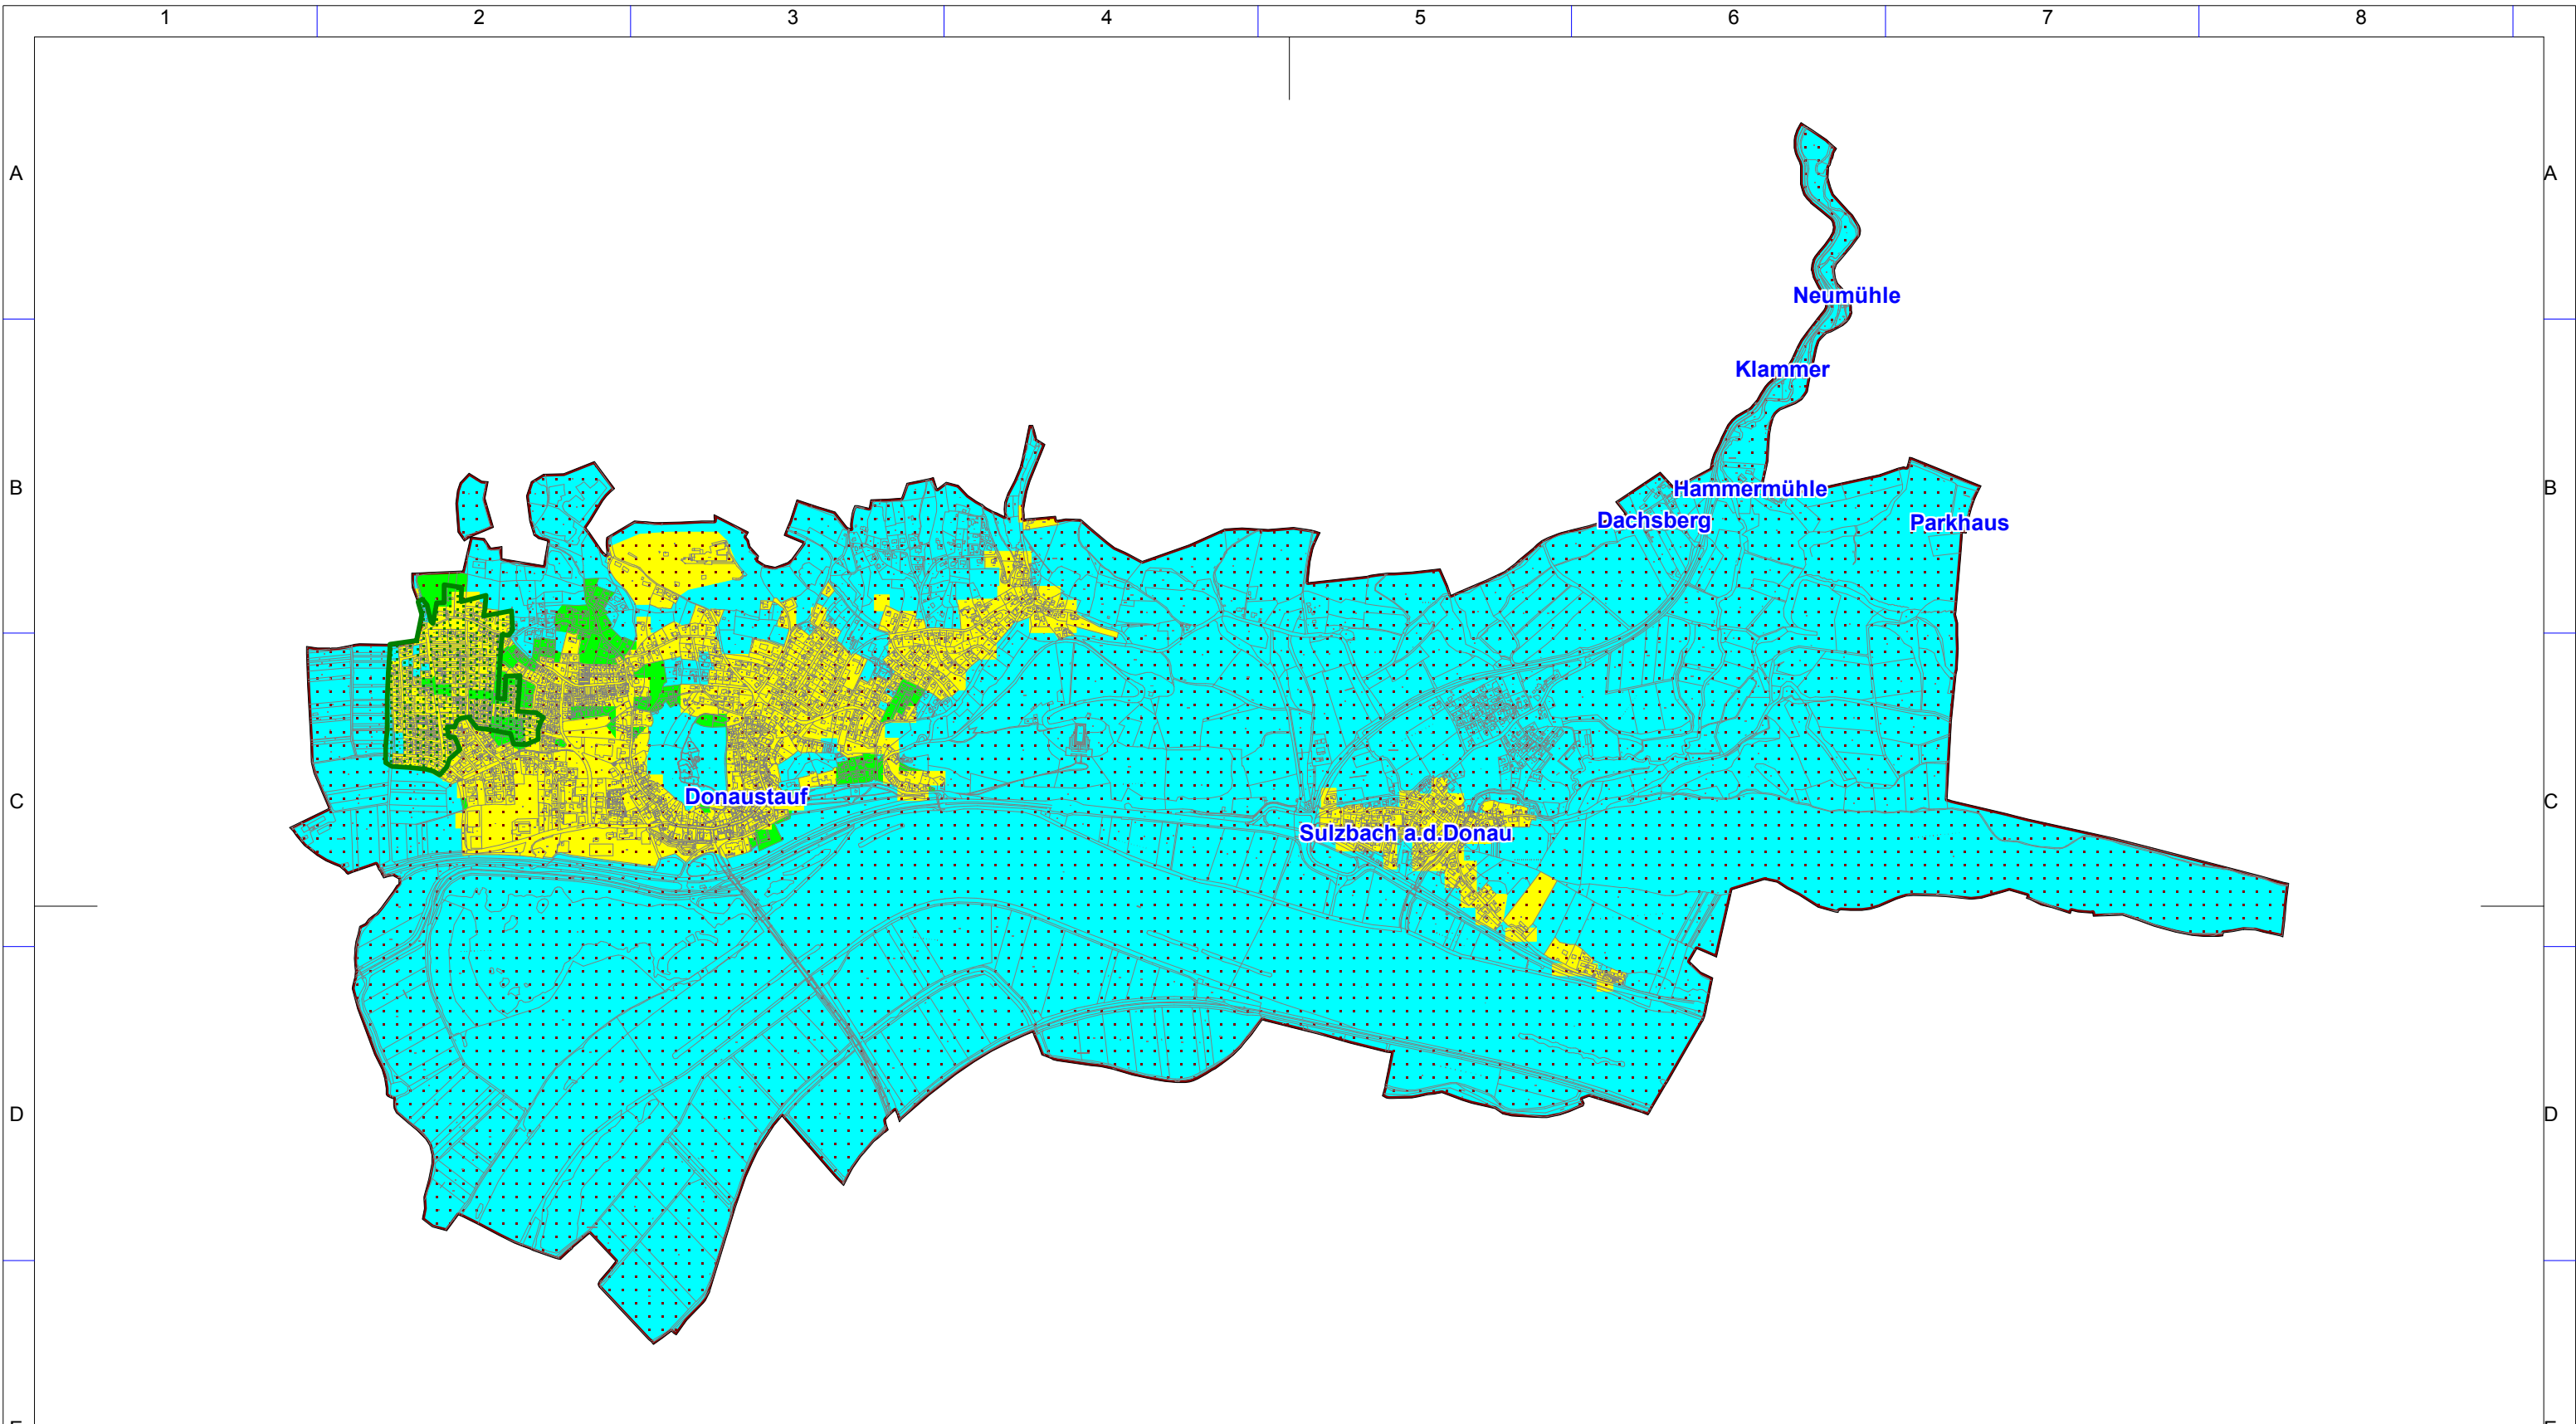 1 2 3 4 5 6 7 8
A A
Neumühle
Klammer
B Hammermühle B
Dachsberg Parkhaus
C Donaustauf C
Sulzbach a.d.Donau
D D